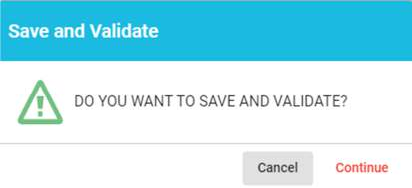 Save and Validate
DO YOU WANT TO SAVE AND VALIDATE?
Cancel Continue